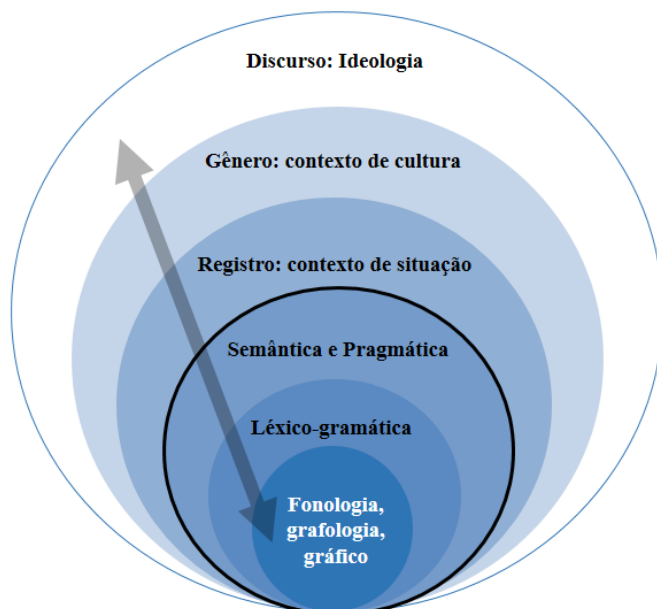 Discurso: Ideologia
Gênero: contexto de cultura
Registro: contexto de situação
Semântica e Pragmática
Léxico-gramática
Fonologia,
grafologia,
gráfico